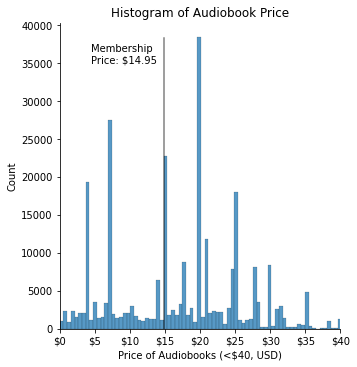 Histogram of Audiobook Price
40000
35000
30000
25000
20000
15000
10000
5000
0
Count
Membership
Price: $14.95
$0 $5 $10 $15 $20 $25 $30 $35 $40
Price of Audiobooks (<$40, USD)